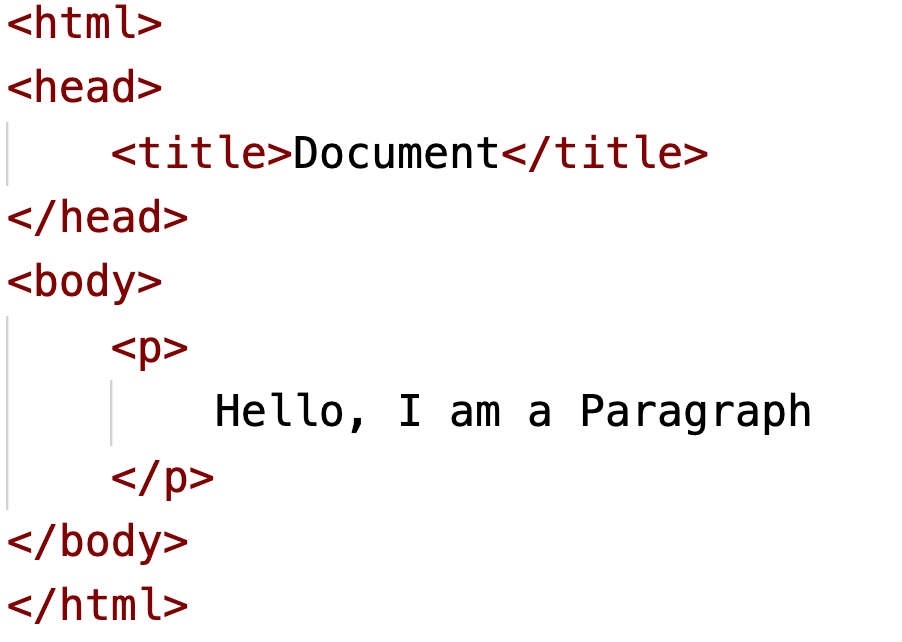 <html>
<head>
    <title>Document</title>
</head>
<body>
    <p>
        Hello, I am a Paragraph
    </p>
</body>
</html>